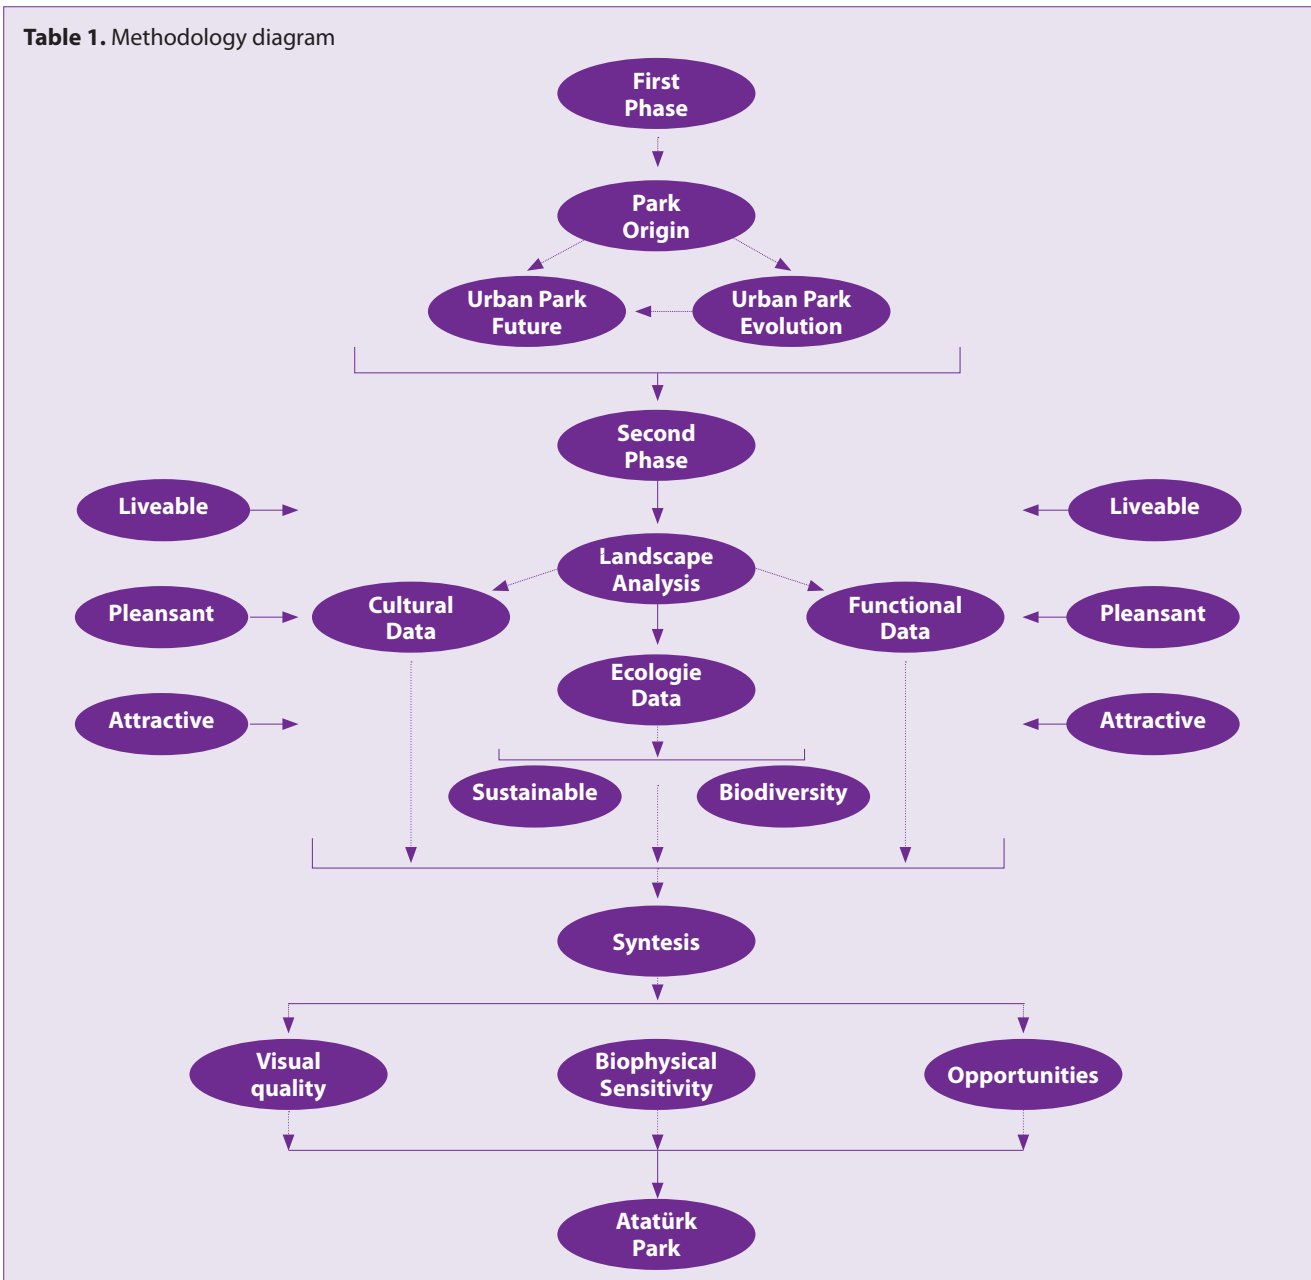 Table 1. Methodology diagram
First
Phase
Park
Origin
Urban Park
Future
Urban Park
Evolution
Second
Phase
Liveable
Liveable
Landscape
Analysis
Pleansant
Cultural
Data
Functional
Data
Pleansant
Ecologie
Data
Attractive
Attractive
Sustainable
Biodiversity
Syntesis
Visual
quality
Biophysical
Sensitivity
Opportunities
Atatürk
Park